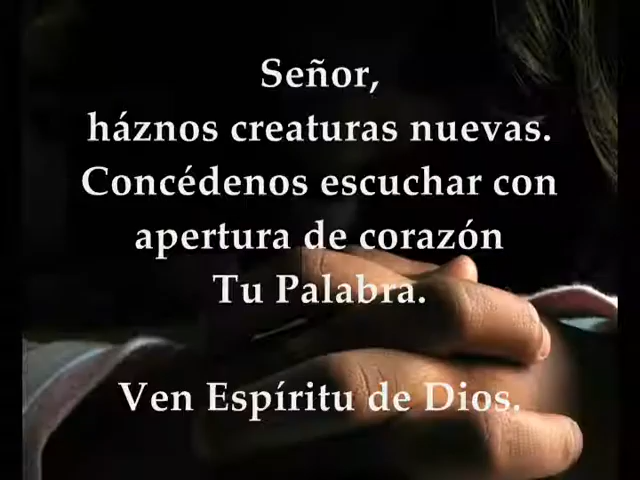 Señor,
háznos creaturas nuevas.
Concédenos escuchar con
apertura de corazón
Tu Palabra.
Ven Espíritu de Dios.